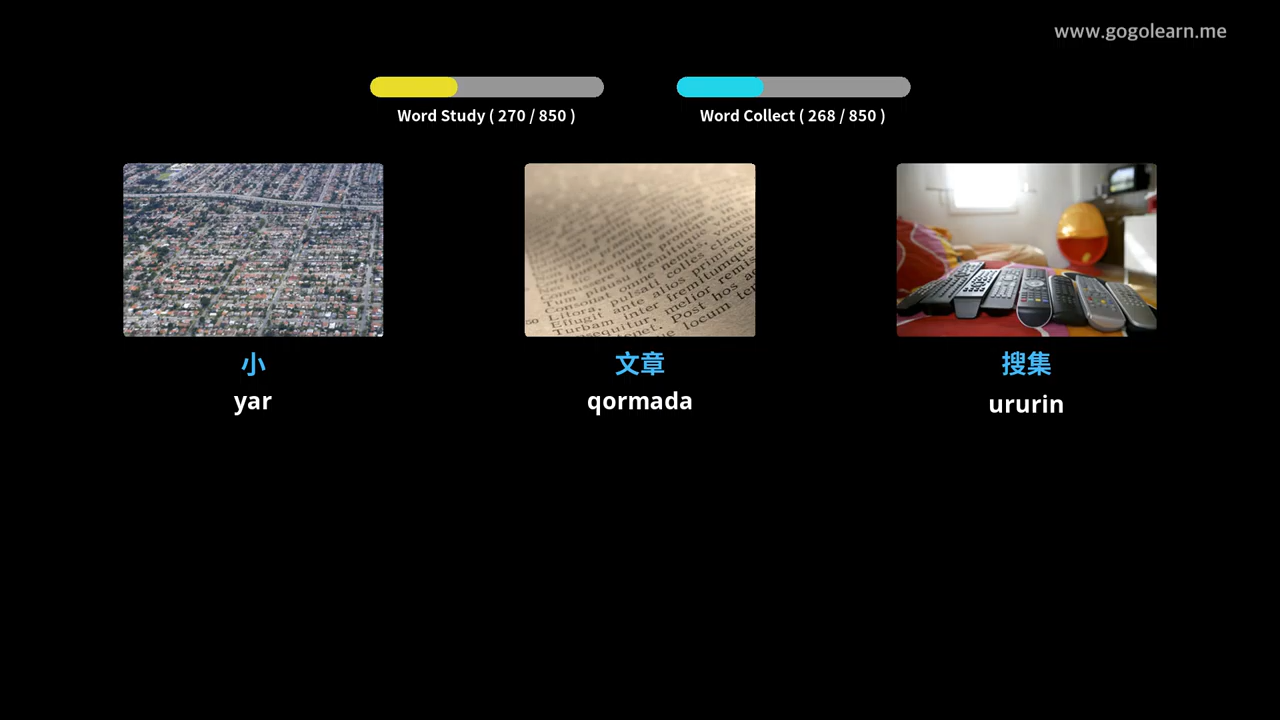 www.gogolearn.me
Word Study ( 270 / 850 )
Word Collect ( 268 / 850 )
小
文章
搜集
yar
qormada
ururin